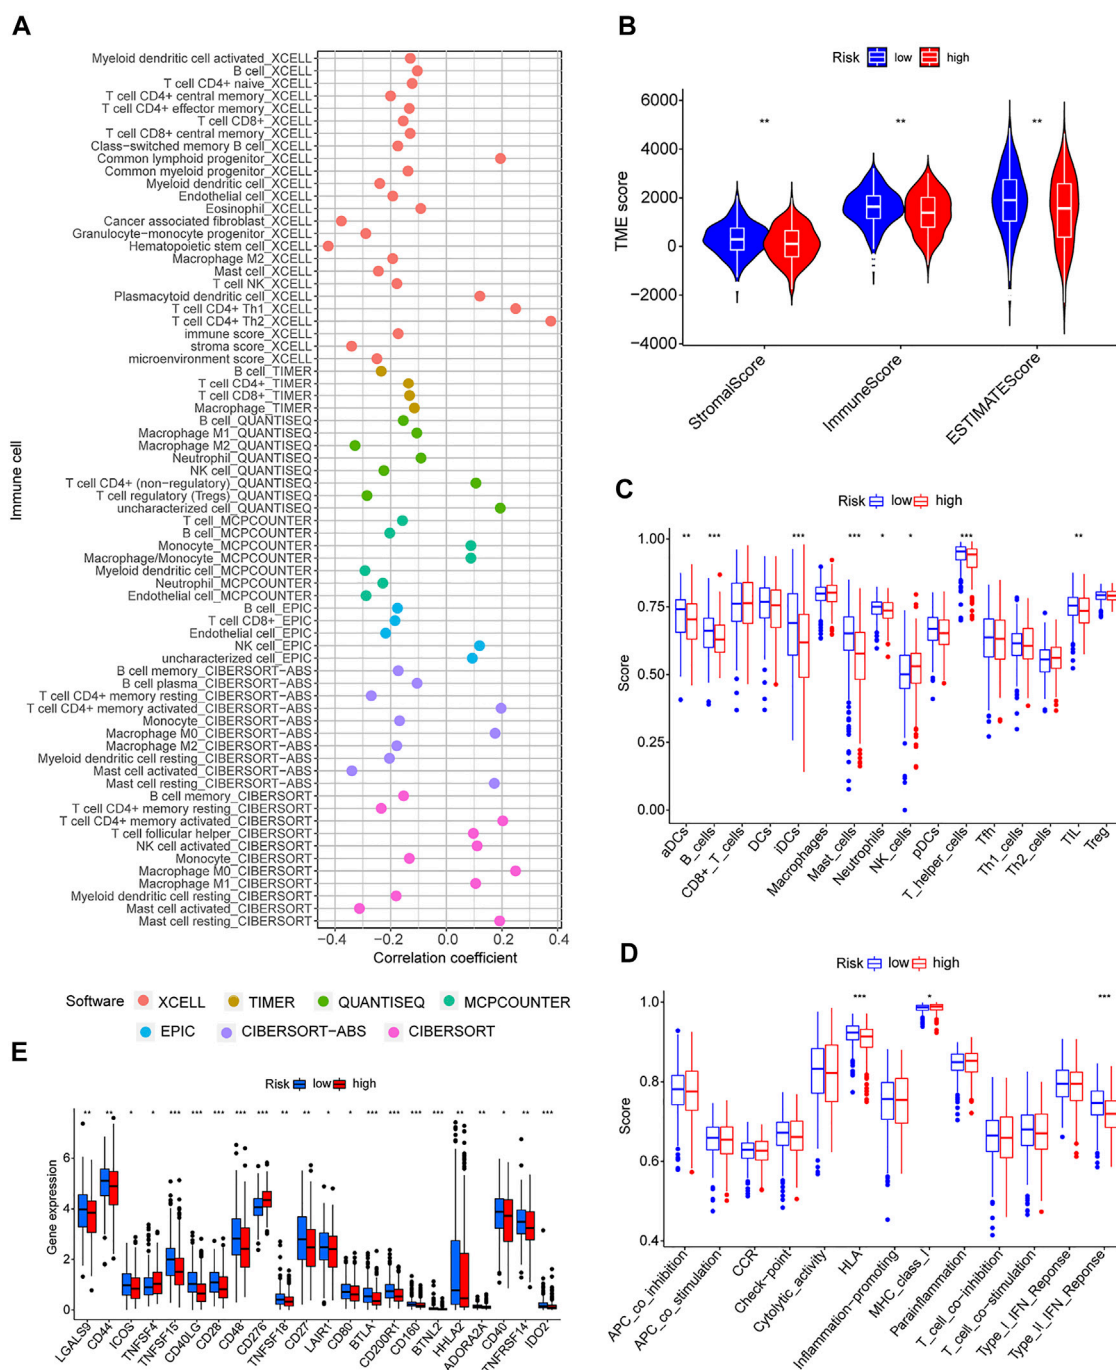 A
Immune cell
Myeloid dendritic cell activated_XCELL
B cell_XCELL
T cell CD4+ naive_XCELL
T cell CD4+ central memory_XCELL
T cell CD4+ effector memory_XCELL
T cell CD8+_XCELL
T cell CD8+ central memory_XCELL
Class-switched memory B cell_XCELL
Common lymphoid progenitor_XCELL
Common myeloid progenitor_XCELL
Myeloid dendritic cell_XCELL
Endothelial cell_XCELL
Eosinophil_XCELL
Cancer associated fibroblast_XCELL
Granulocyte-monocyte progenitor_XCELL
Hematopoietic stem cell_XCELL
Macrophage M2_XCELL
Mast cell_XCELL
T cell NK_XCELL
Plasmacytoid dendritic cell_XCELL
T cell CD4+ Th1_XCELL
T cell CD4+ Th2_XCELL
immune score_XCELL
stroma score_XCELL
microenvironment score_XCELL
B cell_TIMER
T cell CD4+_TIMER
T cell CD8+_TIMER
Macrophage_TIMER
B cell_QUANTISEQ
Macrophage M1_QUANTISEQ
Macrophage M2_QUANTISEQ
Neutrophil_QUANTISEQ
NK cell_QUANTISEQ
T cell CD4+ (non-regulatory)_QUANTISEQ
T cell regulatory (Tregs)_QUANTISEQ
uncharacterized cell_QUANTISEQ
T cell_MCPCOUNTER
B cell_MCPCOUNTER
Monocyte_MCPCOUNTER
Macrophage/Monocyte_MCPCOUNTER
Myeloid dendritic cell_MCPCOUNTER
Neutrophil_MCPCOUNTER
Endothelial cell_MCPCOUNTER
B cell_EPIC
T cell CD8+_EPIC
Endothelial cell_EPIC
NK cell_EPIC
uncharacterized cell_EPIC
B cell memory_CIBERSORT-ABS
B cell plasma_CIBERSORT-ABS
T cell CD4+ memory resting_CIBERSORT-ABS
T cell CD4+ memory activated_CIBERSORT-ABS
Monocyte_CIBERSORT-ABS
Macrophage M0_CIBERSORT-ABS
Macrophage M2_CIBERSORT-ABS
Myeloid dendritic cell resting_CIBERSORT-ABS
Mast cell activated_CIBERSORT-ABS
Mast cell resting_CIBERSORT-ABS
B cell memory_CIBERSORT
T cell CD4+ memory resting_CIBERSORT
T cell CD4+ memory activated_CIBERSORT
T cell follicular helper_CIBERSORT
NK cell activated_CIBERSORT
Monocyte_CIBERSORT
Macrophage M0_CIBERSORT
Macrophage M1_CIBERSORT
Myeloid dendritic cell resting_CIBERSORT
Mast cell activated_CIBERSORT
Mast cell resting_CIBERSORT
−0.4 −0.2 0.0 0.2 0.4
Correlation coefficient
Software XCELL TIMER QUANTISEQ MCPCOUNTER
EPIC CIBERSORT-ABS CIBERSORT
B
Risk low high
TME score
6000
4000
2000
0
−2000
−4000
** ** **
StromalScore ImmuneScore ESTIMATEScore
C
Risk low high
Score
1.00
0.75
0.50
0.25
0.00
** *** *** *** * * *** **
aDCs B_cells CD8+_T_cells DCs iDCs Macrophages Mast_cells Neutrophils NK_cells pDCs T_helper_cells Tfh Th1_cells Th2_cells TIL Treg
D
Risk low high
Score
1.0
0.8
0.6
0.4
*** * ***
APC_co_inhibition APC_co_stimulation CCR Check-point Cytolytic_activity HLA Inflammation-promoting MHC_class_I Parainflammation T_cell_co-inhibition T_cell_co-stimulation Type_I_IFN_Reponse Type_II_IFN_Reponse
E
Risk low high
Gene expression
6
4
2
0
** ** * * *** *** *** *** *** ** ** * * *** *** *** *** ** ** * ** ***
LGALS9 CD44 ICOS TNFSF4 TNFSF15 CD40LG CD28 CD48 CD276 TNFSF18 CD27 LAIR1 CD80 BTLA CD200R1 CD160 BTNL2 HHLA2 ADORA2A CD40 TNFRSF14 IDO2